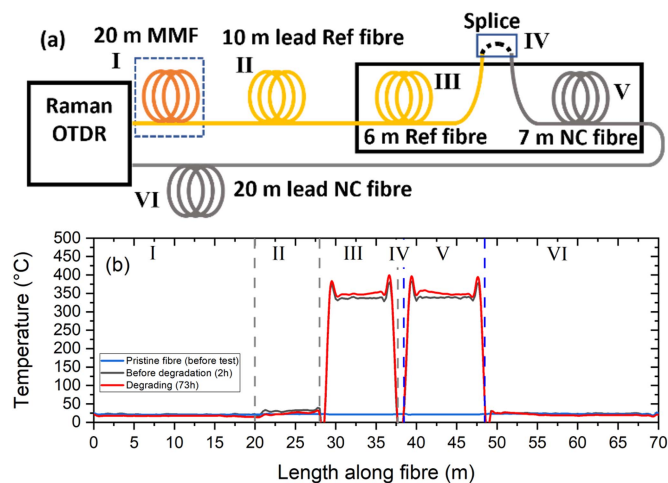 (a)
20 m MMF
10 m lead Ref fibre
Splice
I
II
III
IV
V
Raman
OTDR
6 m Ref fibre
7 m NC fibre
VI
20 m lead NC fibre
(b)
I II III IV V VI
Temperature (°C)
500
450
400
350
300
250
200
150
100
50
0
Pristine fibre (before test)
Before degradation (2h)
Degrading (73h)
0 5 10 15 20 25 30 35 40 45 50 55 60 65 70
Length along fibre (m)